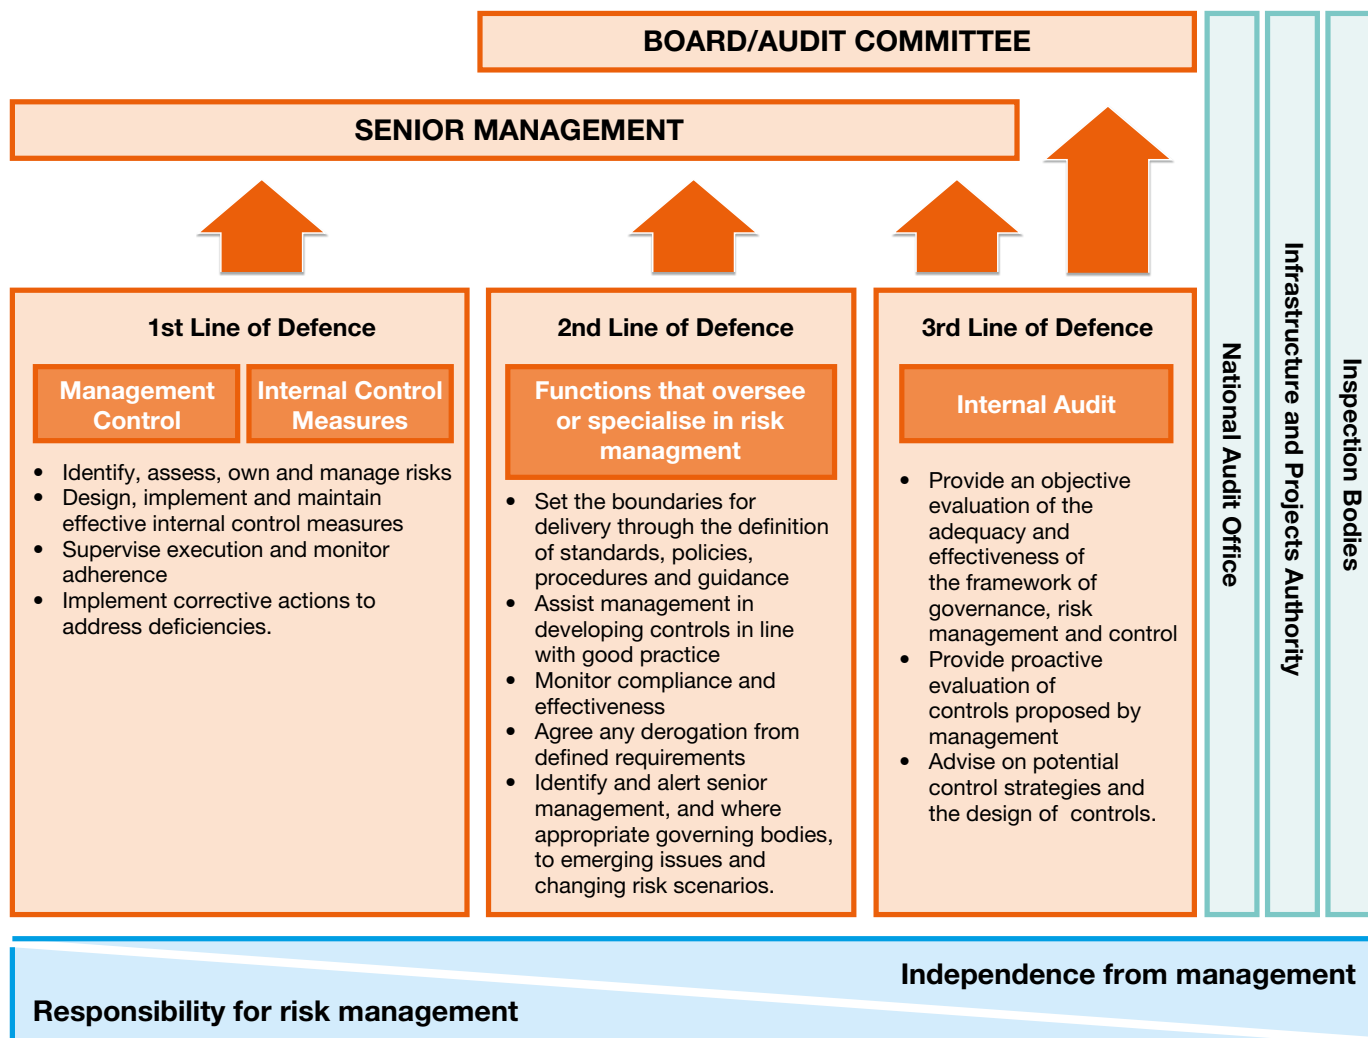 BOARD/AUDIT COMMITTEE
SENIOR MANAGEMENT
1st Line of Defence
Management
Control
Internal Control
Measures
• Identify, assess, own and manage risks
• Design, implement and maintain
effective internal control measures
• Supervise execution and monitor
adherence
• Implement corrective actions to
address deficiencies.
2nd Line of Defence
Functions that oversee
or specialise in risk
managment
• Set the boundaries for
delivery through the definition
of standards, policies,
procedures and guidance
• Assist management in
developing controls in line
with good practice
• Monitor compliance and
effectiveness
• Agree any derogation from
defined requirements
• Identify and alert senior
management, and where
appropriate governing bodies,
to emerging issues and
changing risk scenarios.
3rd Line of Defence
Internal Audit
• Provide an objective
evaluation of the
adequacy and
effectiveness of
the framework of
governance, risk
management and control
• Provide proactive
evaluation of
controls proposed by
management
• Advise on potential
control strategies and
the design of controls.
National Audit Office
Infrastructure and Projects Authority
Inspection Bodies
Independence from management
Responsibility for risk management